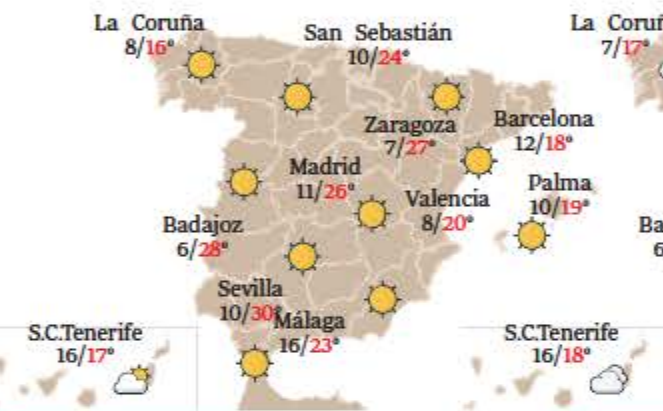 La Coruña
8/16°
San Sebastián
10/24°
Zaragoza
7/27°
Barcelona
12/18°
Madrid
11/26°
Valencia
8/20°
Palma
10/19°
Badajoz
6/28°
Sevilla
10/30°
Málaga
16/23°
S.C.Tenerife
16/17°
La
7/17°
6
S.C.Tenerife
16/18°